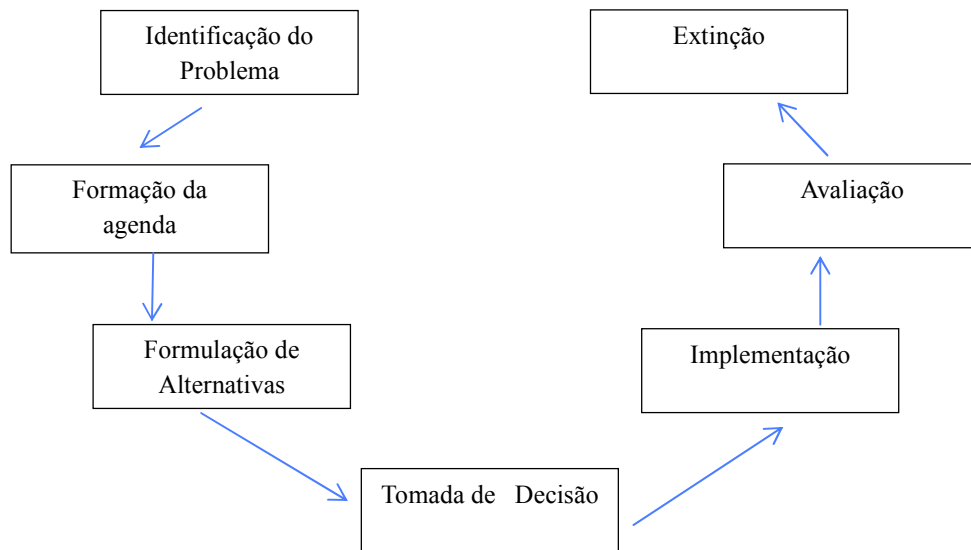 Identificação do
Problema
Formação da
agenda
Formulação de
Alternativas
Tomada de Decisão
Implementação
Avaliação
Extinção